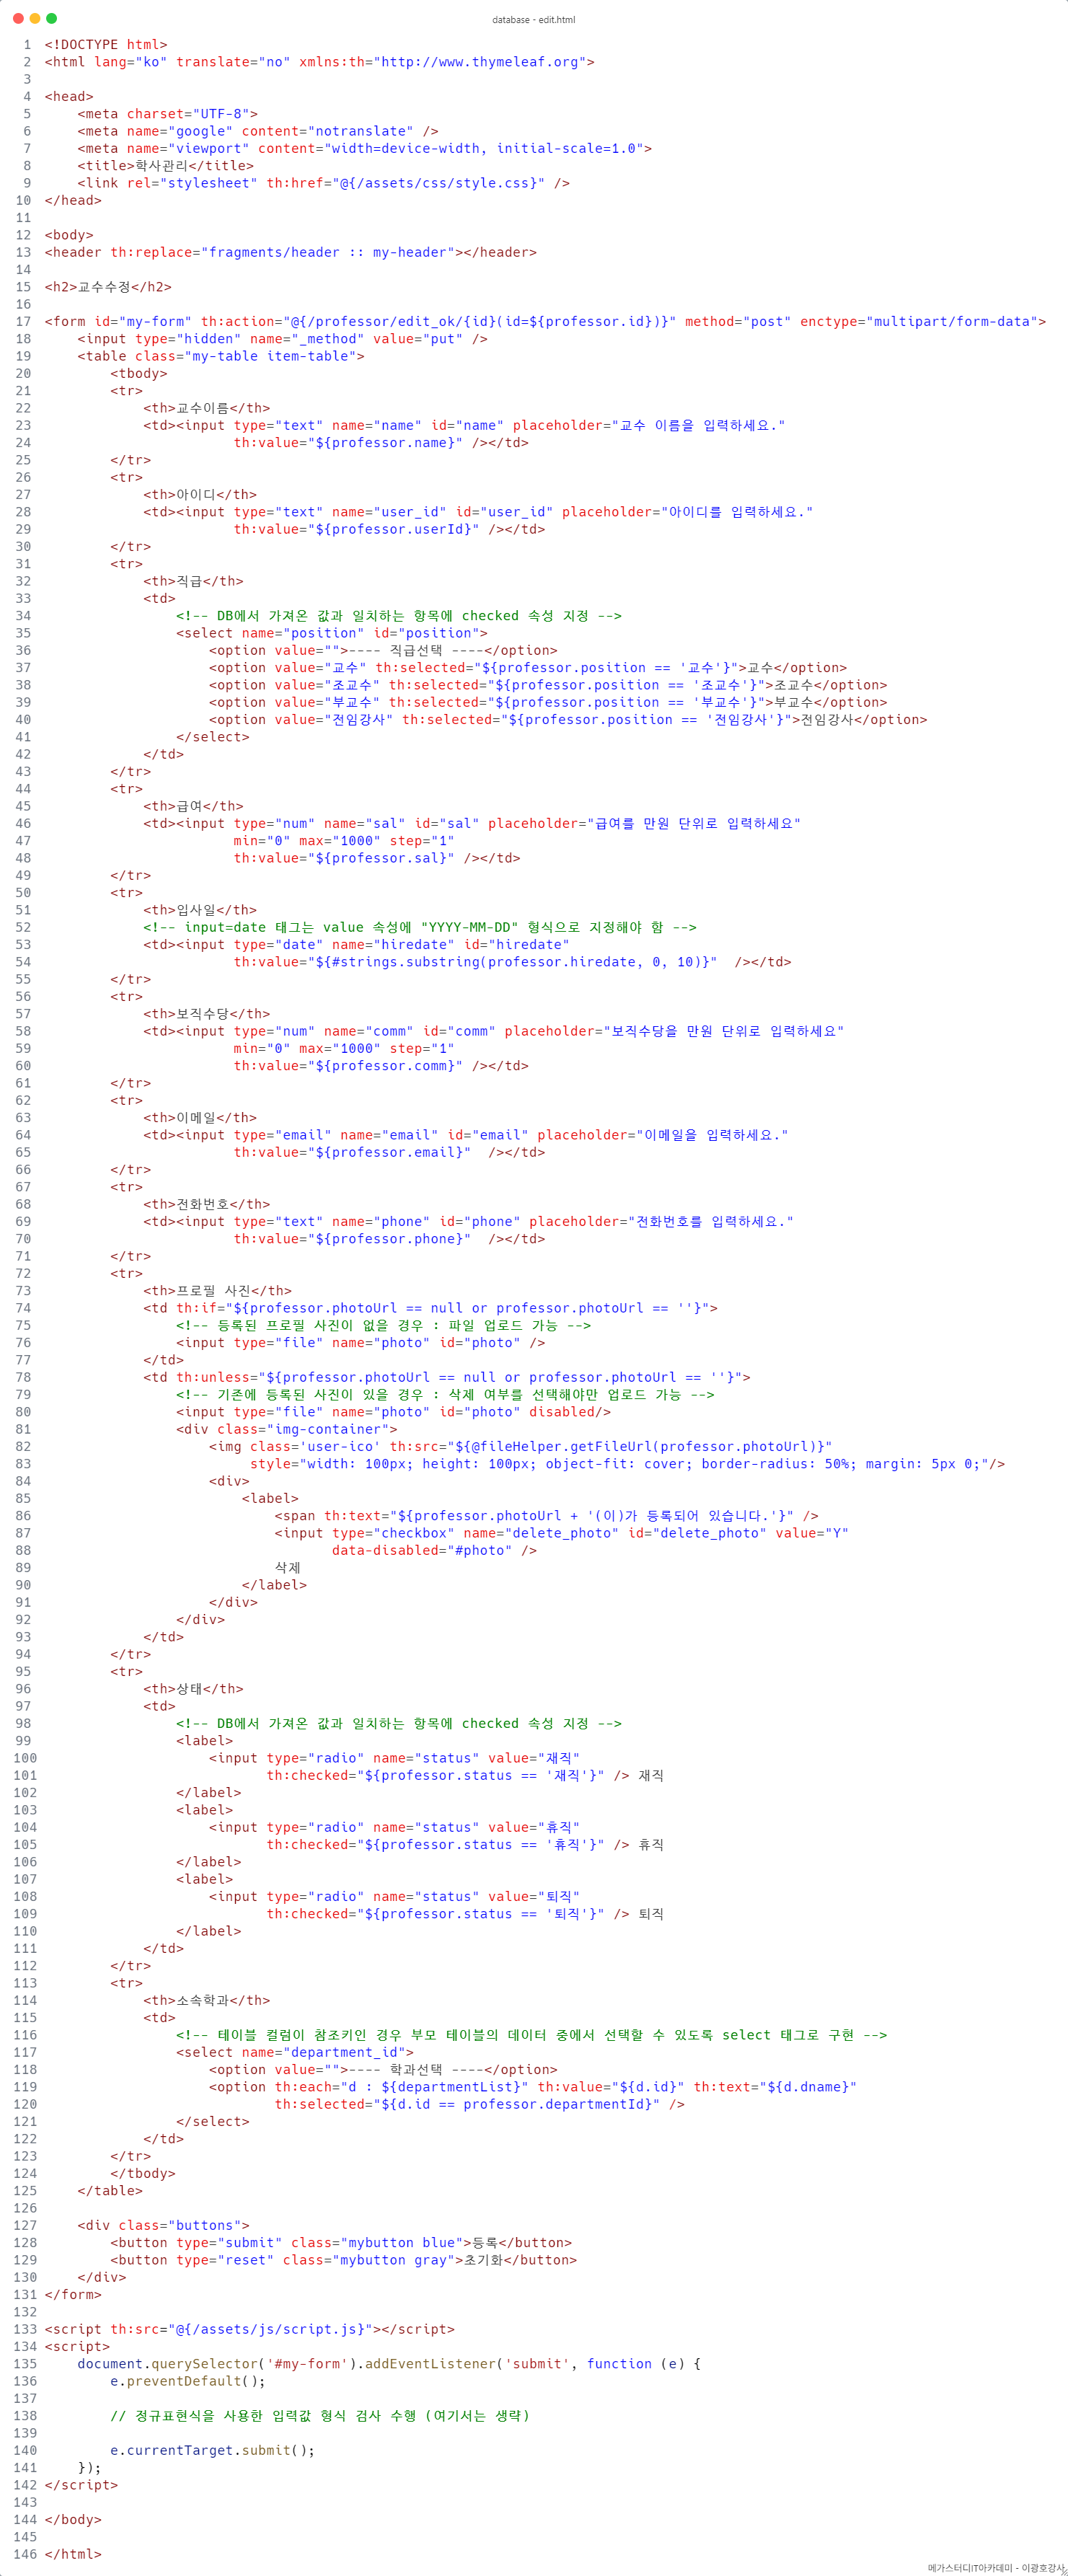 database - edit.html
1 <!DOCTYPE html>
2 <html lang="ko" translate="no" xmlns:th="http://www.thymeleaf.org">
3
4 <head>
5     <meta charset="UTF-8">
6     <meta name="google" content="notranslate" />
7     <meta name="viewport" content="width=device-width, initial-scale=1.0">
8     <title>학사관리</title>
9     <link rel="stylesheet" th:href="@{/assets/css/style.css}" />
10 </head>
11
12 <body>
13 <header th:replace="fragments/header :: my-header"></header>
14
15 <h2>교수수정</h2>
16
17 <form id="my-form" th:action="@{/professor/edit_ok/{id}(id=${professor.id})}" method="post" enctype="multipart/form-data">
18     <input type="hidden" name="_method" value="put" />
19     <table class="my-table item-table">
20         <tbody>
21         <tr>
22             <th>교수이름</th>
23             <td><input type="text" name="name" id="name" placeholder="교수 이름을 입력하세요."
24                        th:value="${professor.name}" /></td>
25         </tr>
26         <tr>
27             <th>아이디</th>
28             <td><input type="text" name="user_id" id="user_id" placeholder="아이디를 입력하세요."
29                        th:value="${professor.userId}" /></td>
30         </tr>
31         <tr>
32             <th>직급</th>
33             <td>
34                 <!-- DB에서 가져온 값과 일치하는 항목에 checked 속성 지정 -->
35                 <select name="position" id="position">
36                     <option value="">---- 직급선택 ----</option>
37                     <option value="교수" th:selected="${professor.position == '교수'}">교수</option>
38                     <option value="조교수" th:selected="${professor.position == '조교수'}">조교수</option>
39                     <option value="부교수" th:selected="${professor.position == '부교수'}">부교수</option>
40                     <option value="전임강사" th:selected="${professor.position == '전임강사'}">전임강사</option>
41                 </select>
42             </td>
43         </tr>
44         <tr>
45             <th>급여</th>
46             <td><input type="num" name="sal" id="sal" placeholder="급여를 만원 단위로 입력하세요"
47                        min="0" max="1000" step="1"
48                        th:value="${professor.sal}" /></td>
49         </tr>
50         <tr>
51             <th>입사일</th>
52             <!-- input=date 태그는 value 속성에 "YYYY-MM-DD" 형식으로 지정해야 함 -->
53             <td><input type="date" name="hiredate" id="hiredate"
54                        th:value="${#strings.substring(professor.hiredate, 0, 10)}"  /></td>
55         </tr>
56         <tr>
57             <th>보직수당</th>
58             <td><input type="num" name="comm" id="comm" placeholder="보직수당을 만원 단위로 입력하세요"
59                        min="0" max="1000" step="1"
60                        th:value="${professor.comm}" /></td>
61         </tr>
62         <tr>
63             <th>이메일</th>
64             <td><input type="email" name="email" id="email" placeholder="이메일을 입력하세요."
65                        th:value="${professor.email}"  /></td>
66         </tr>
67         <tr>
68             <th>전화번호</th>
69             <td><input type="text" name="phone" id="phone" placeholder="전화번호를 입력하세요."
70                        th:value="${professor.phone}"  /></td>
71         </tr>
72         <tr>
73             <th>프로필 사진</th>
74             <td th:if="${professor.photoUrl == null or professor.photoUrl == ''}">
75                 <!-- 등록된 프로필 사진이 없을 경우 : 파일 업로드 가능 -->
76                 <input type="file" name="photo" id="photo" />
77             </td>
78             <td th:unless="${professor.photoUrl == null or professor.photoUrl == ''}">
79                 <!-- 기존에 등록된 사진이 있을 경우 : 삭제 여부를 선택해야만 업로드 가능 -->
80                 <input type="file" name="photo" id="photo" disabled/>
81                 <div class="img-container">
82                     <img class='user-ico' th:src="${@fileHelper.getFileUrl(professor.photoUrl)}"
83                          style="width: 100px; height: 100px; object-fit: cover; border-radius: 50%; margin: 5px 0;"/>
84                     <div>
85                         <label>
86                             <span th:text="${professor.photoUrl + '(이)가 등록되어 있습니다.'}" />
87                             <input type="checkbox" name="delete_photo" id="delete_photo" value="Y"
88                                    data-disabled="#photo" />
89                             삭제
90                         </label>
91                     </div>
92                 </div>
93             </td>
94         </tr>
95         <tr>
96             <th>상태</th>
97             <td>
98                 <!-- DB에서 가져온 값과 일치하는 항목에 checked 속성 지정 -->
99                 <label>
100                     <input type="radio" name="status" value="재직"
101                            th:checked="${professor.status == '재직'}" /> 재직
102                 </label>
103                 <label>
104                     <input type="radio" name="status" value="휴직"
105                            th:checked="${professor.status == '휴직'}" /> 휴직
106                 </label>
107                 <label>
108                     <input type="radio" name="status" value="퇴직"
109                            th:checked="${professor.status == '퇴직'}" /> 퇴직
110                 </label>
111             </td>
112         </tr>
113         <tr>
114             <th>소속학과</th>
115             <td>
116                 <!-- 테이블 컬럼이 참조키인 경우 부모 테이블의 데이터 중에서 선택할 수 있도록 select 태그로 구현 -->
117                 <select name="department_id">
118                     <option value="">---- 학과선택 ----</option>
119                     <option th:each="d : ${departmentList}" th:value="${d.id}" th:text="${d.dname}"
120                             th:selected="${d.id == professor.departmentId}" />
121                 </select>
122             </td>
123         </tr>
124         </tbody>
125     </table>
126
127     <div class="buttons">
128         <button type="submit" class="mybutton blue">등록</button>
129         <button type="reset" class="mybutton gray">초기화</button>
130     </div>
131 </form>
132
133 <script th:src="@{/assets/js/script.js}"></script>
134 <script>
135     document.querySelector('#my-form').addEventListener('submit', function (e) {
136         e.preventDefault();
137
138         // 정규표현식을 사용한 입력값 형식 검사 수행 (여기서는 생략)
139
140         e.currentTarget.submit();
141     });
142 </script>
143
144 </body>
145
146 </html>
메가스터디IT아카데미 - 이광호강사